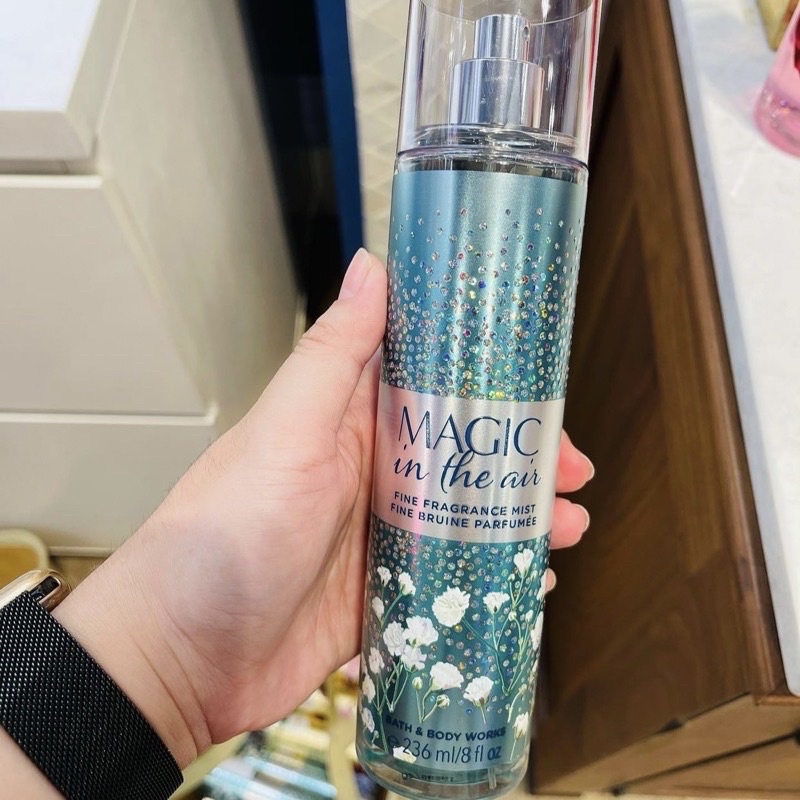 MAGIC
in the air
FINE FRAGRANCE MIST
FINE BRUINE PARFUMÉE
BATH & BODY WORKS
℮ 236 ml/8 fl oz